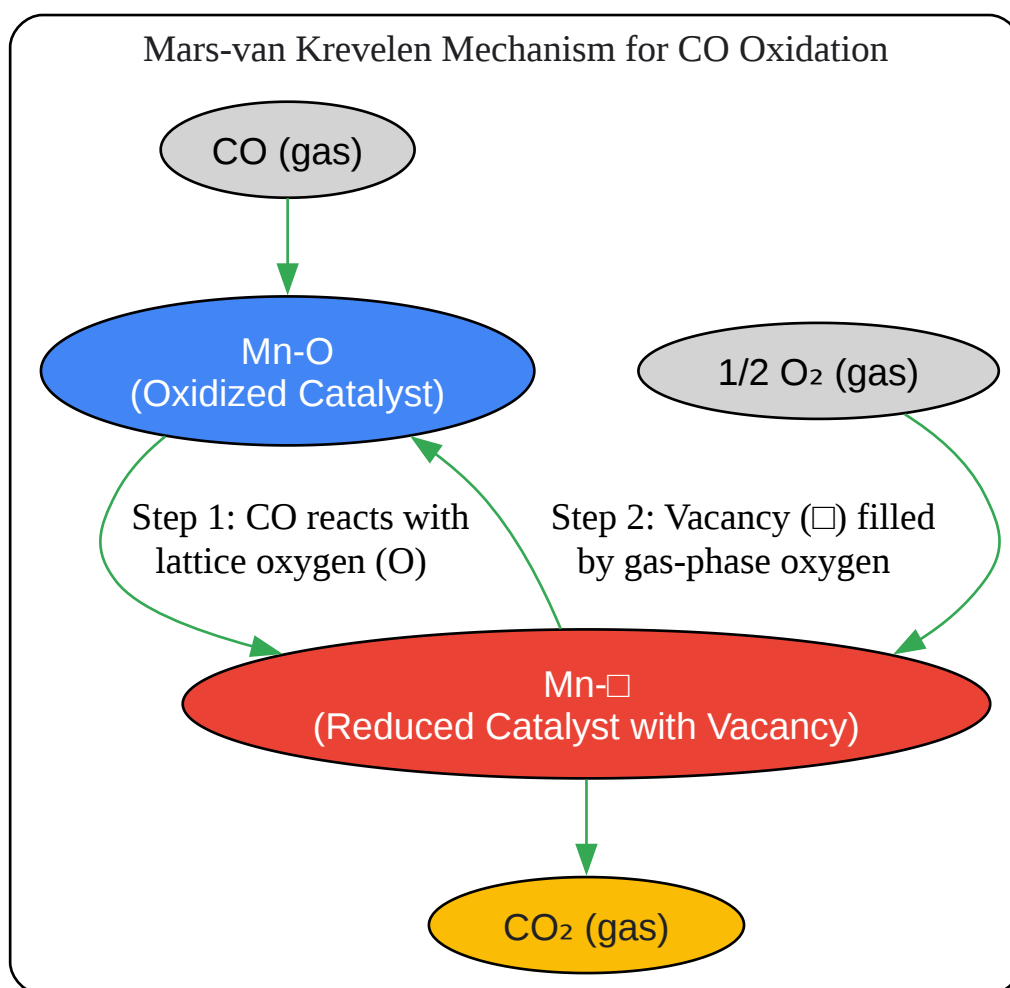 Mars-van Krevelen Mechanism for CO Oxidation
CO (gas)
Mn-O
(Oxidized Catalyst)
1/2 O₂ (gas)
Step 1: CO reacts with
lattice oxygen (O)
Step 2: Vacancy (□) filled
by gas-phase oxygen
Mn-□
(Reduced Catalyst with Vacancy)
CO₂ (gas)